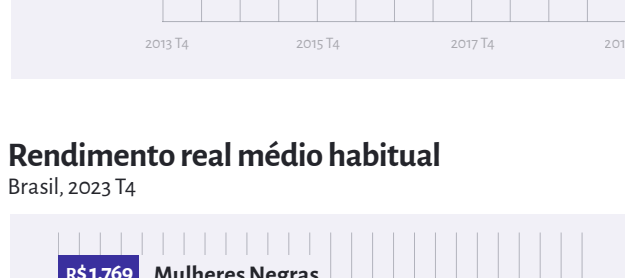 2013 T4 2015 T4 2017 T4
Rendimento real médio habitual
Brasil, 2023 T4
R$1.769 Mulheres Negras